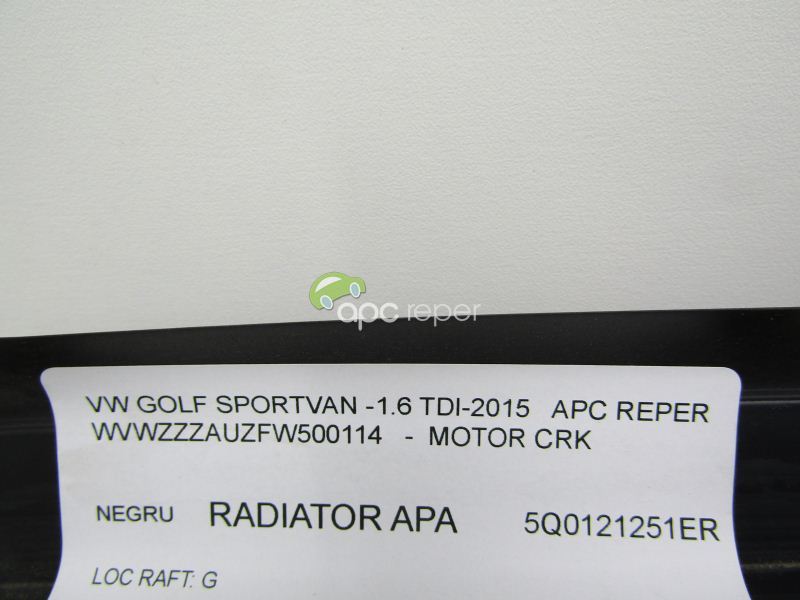 apc reper
VW GOLF SPORTVAN -1.6 TDI-2015 APC REPER
WVWZZZAUZFW500114 - MOTOR CRK
NEGRU RADIATOR APA 5Q0121251ER
LOC RAFT: G